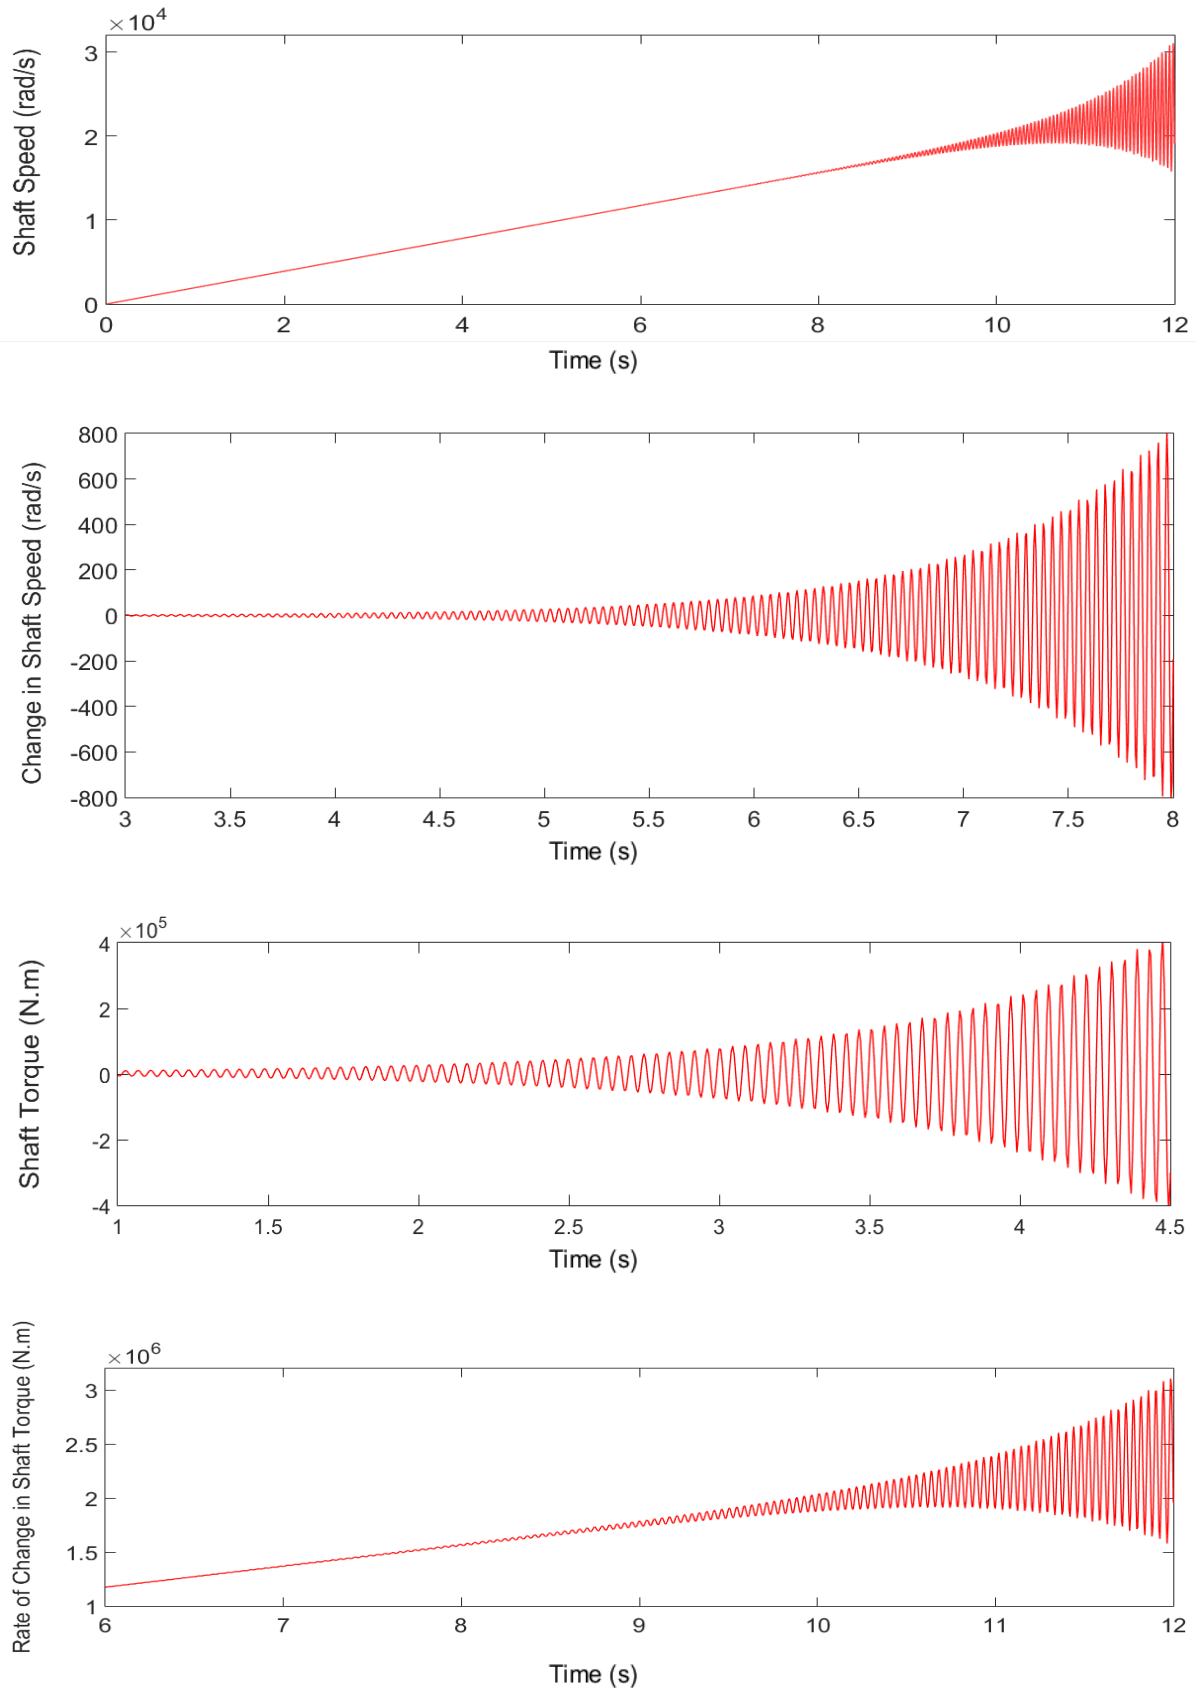 ×10^4
Shaft Speed (rad/s)
3
2
1
0
0 2 4 6 8 10 12
Time (s)
Change in Shaft Speed (rad/s)
800
600
400
200
0
-200
-400
-600
-800
3 3.5 4 4.5 5 5.5 6 6.5 7 7.5 8
Time (s)
×10^5
Shaft Torque (N.m)
4
2
0
-2
-4
1 1.5 2 2.5 3 3.5 4 4.5
Time (s)
×10^6
Rate of Change in Shaft Torque (N.m)
3
2.5
2
1.5
1
6 7 8 9 10 11 12
Time (s)